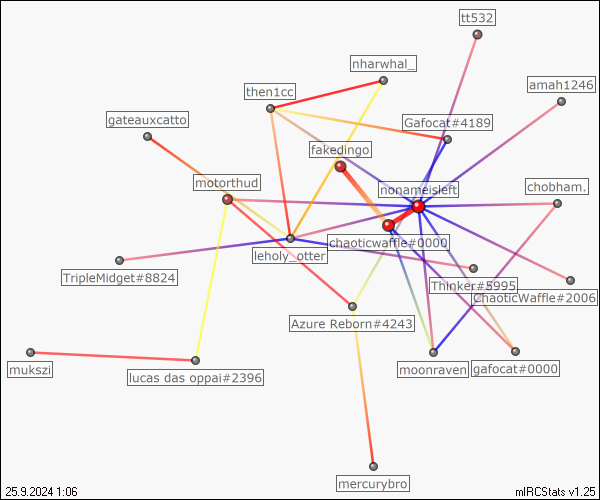 tt532
nharwhal_
amah1246
then1cc
gateauxcatto
Gafocat#4189
fakedingo
motorthud
nonameisleft
chobham.
chaoticwaffle#0000
leholy_otter
TripleMidget#8824
Thinker#5995
ChaoticWaffle#2006
Azure Reborn#4243
mukszi
lucas das oppai#2396
moonraven
gafocat#0000
mercurybro
25.9.2024 1:06
mIRCStats v1.25